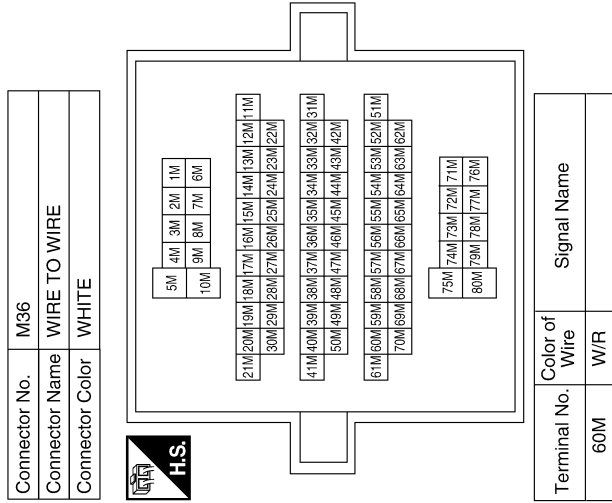 Connector No. M36
Connector Name WIRE TO WIRE
Connector Color WHITE
H.S.
5M 4M 3M 2M 1M
10M 9M 8M 7M 6M
21M 20M 19M 18M 17M 16M 15M 14M 13M 12M 11M
30M 29M 28M 27M 26M 25M 24M 23M 22M
41M 40M 39M 38M 37M 36M 35M 34M 33M 32M 31M
50M 49M 48M 47M 46M 45M 44M 43M 42M
61M 60M 59M 58M 57M 56M 55M 54M 53M 52M 51M
70M 69M 68M 67M 66M 65M 64M 63M 62M
75M 74M 73M 72M 71M
80M 79M 78M 77M 76M
Terminal No. Color of Wire Signal Name
60M W/R